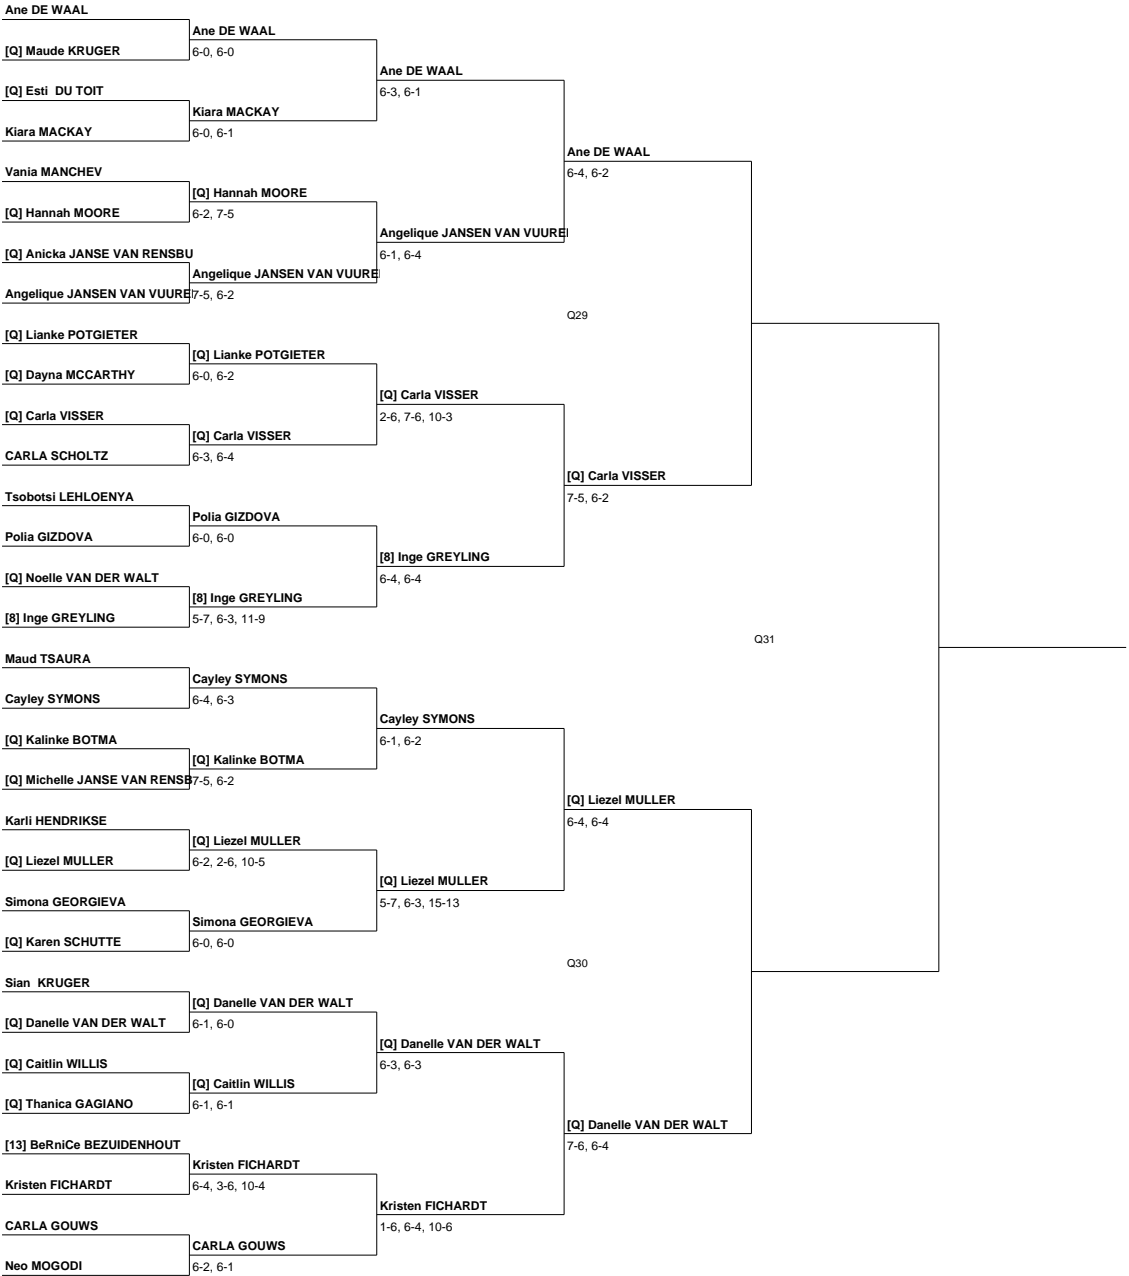 Ane DE WAAL
Ane DE WAAL
[Q] Maude KRUGER
6-0, 6-0
Ane DE WAAL
[Q] Esti  DU TOIT
6-3, 6-1
Kiara MACKAY
Kiara MACKAY
6-0, 6-1
Ane DE WAAL
Vania MANCHEV
6-4, 6-2
[Q] Hannah MOORE
[Q] Hannah MOORE
6-2, 7-5
Angelique JANSEN VAN VUURE
[Q] Anicka JANSE VAN RENSBU
6-1, 6-4
Angelique JANSEN VAN VUURE
Angelique JANSEN VAN VUURE
7-5, 6-2
Q29
[Q] Lianke POTGIETER
[Q] Lianke POTGIETER
[Q] Dayna MCCARTHY
6-0, 6-2
[Q] Carla VISSER
[Q] Carla VISSER
2-6, 7-6, 10-3
[Q] Carla VISSER
CARLA SCHOLTZ
6-3, 6-4
[Q] Carla VISSER
Tsobotsi LEHLOENYA
7-5, 6-2
Polia GIZDOVA
Polia GIZDOVA
6-0, 6-0
[8] Inge GREYLING
[Q] Noelle VAN DER WALT
6-4, 6-4
[8] Inge GREYLING
[8] Inge GREYLING
5-7, 6-3, 11-9
Q31
Maud TSAURA
Cayley SYMONS
Cayley SYMONS
6-4, 6-3
Cayley SYMONS
[Q] Kalinke BOTMA
6-1, 6-2
[Q] Kalinke BOTMA
[Q] Michelle JANSE VAN RENSB
7-5, 6-2
[Q] Liezel MULLER
Karli HENDRIKSE
6-4, 6-4
[Q] Liezel MULLER
[Q] Liezel MULLER
6-2, 2-6, 10-5
[Q] Liezel MULLER
Simona GEORGIEVA
5-7, 6-3, 15-13
Simona GEORGIEVA
[Q] Karen SCHUTTE
6-0, 6-0
Q30
Sian  KRUGER
[Q] Danelle VAN DER WALT
[Q] Danelle VAN DER WALT
6-1, 6-0
[Q] Danelle VAN DER WALT
[Q] Caitlin WILLIS
6-3, 6-3
[Q] Caitlin WILLIS
[Q] Thanica GAGIANO
6-1, 6-1
[Q] Danelle VAN DER WALT
[13] BeRniCe BEZUIDENHOUT
7-6, 6-4
Kristen FICHARDT
Kristen FICHARDT
6-4, 3-6, 10-4
Kristen FICHARDT
CARLA GOUWS
1-6, 6-4, 10-6
CARLA GOUWS
Neo MOGODI
6-2, 6-1